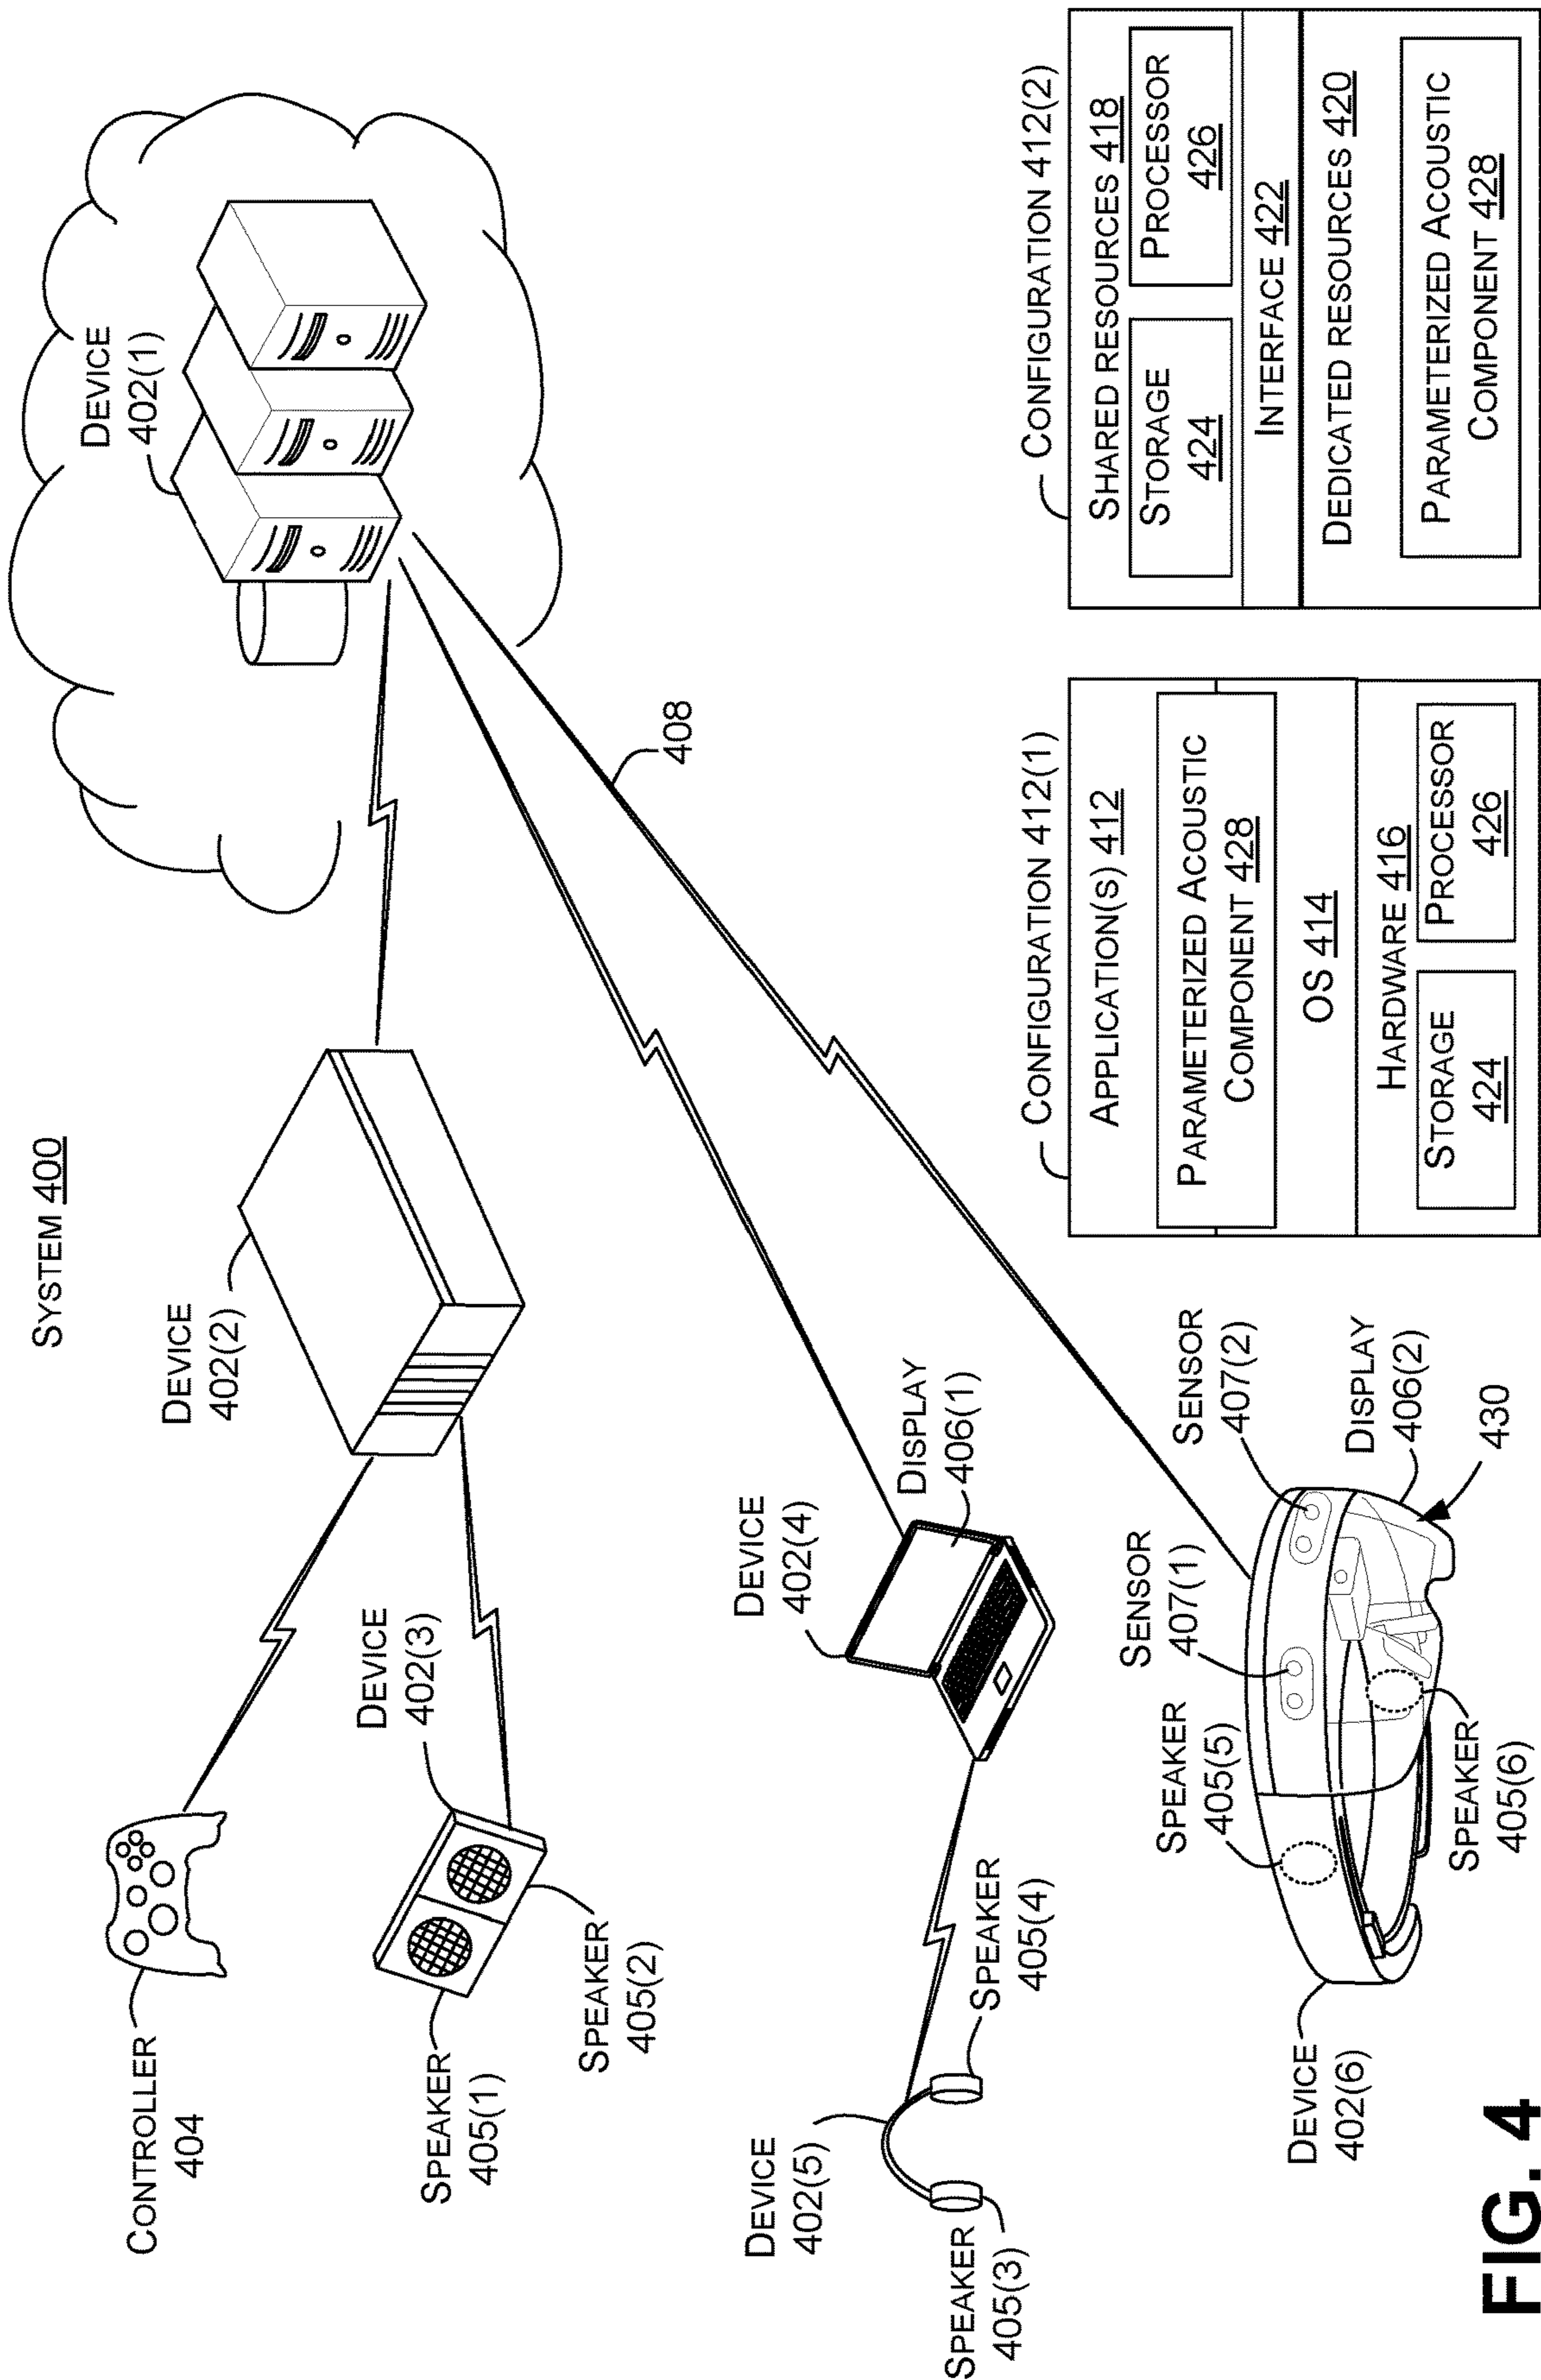 SYSTEM 400
DEVICE
402(1)
DEVICE
402(2)
CONTROLLER
404
DEVICE
402(3)
SPEAKER
405(1)
SPEAKER
405(2)
408
DEVICE
402(4)
DISPLAY
406(1)
DEVICE
402(5)
SPEAKER
405(3)
SPEAKER
405(4)
SENSOR
407(1)
SENSOR
407(2)
SPEAKER
405(5)
SPEAKER
405(6)
DISPLAY
406(2)
430
DEVICE
402(6)
CONFIGURATION 412(1)
APPLICATION(S) 412
PARAMETERIZED ACOUSTIC
COMPONENT 428
OS 414
HARDWARE 416
STORAGE
424
PROCESSOR
426
CONFIGURATION 412(2)
SHARED RESOURCES 418
STORAGE
424
PROCESSOR
426
INTERFACE 422
DEDICATED RESOURCES 420
PARAMETERIZED ACOUSTIC
COMPONENT 428
FIG. 4